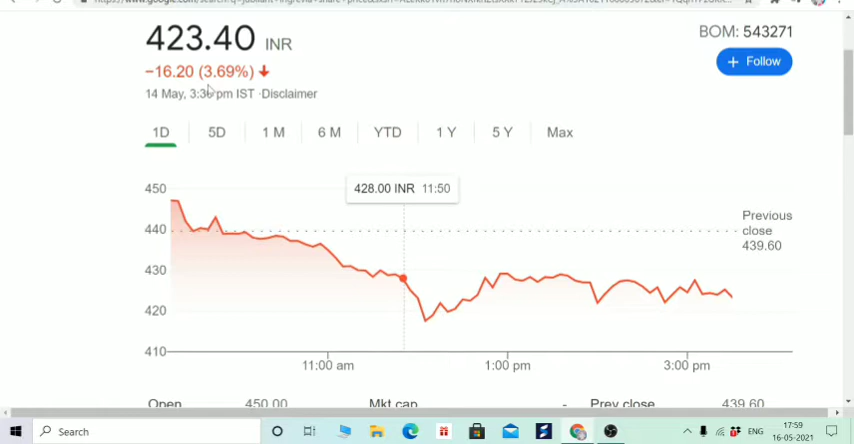 423.40 INR
BOM: 543271
−16.20 (3.69%)
+ Follow
14 May, 3:30 pm IST ·Disclaimer
1D 5D 1 M 6 M YTD 1 Y 5 Y Max
428.00 INR 11:50
450
440
430
420
410
Previous
close
439.60
11:00 am 1:00 pm 3:00 pm
Open 450.00 Mkt cap - Prev close 439.60
Search
ENG
17:59
16-05-2021